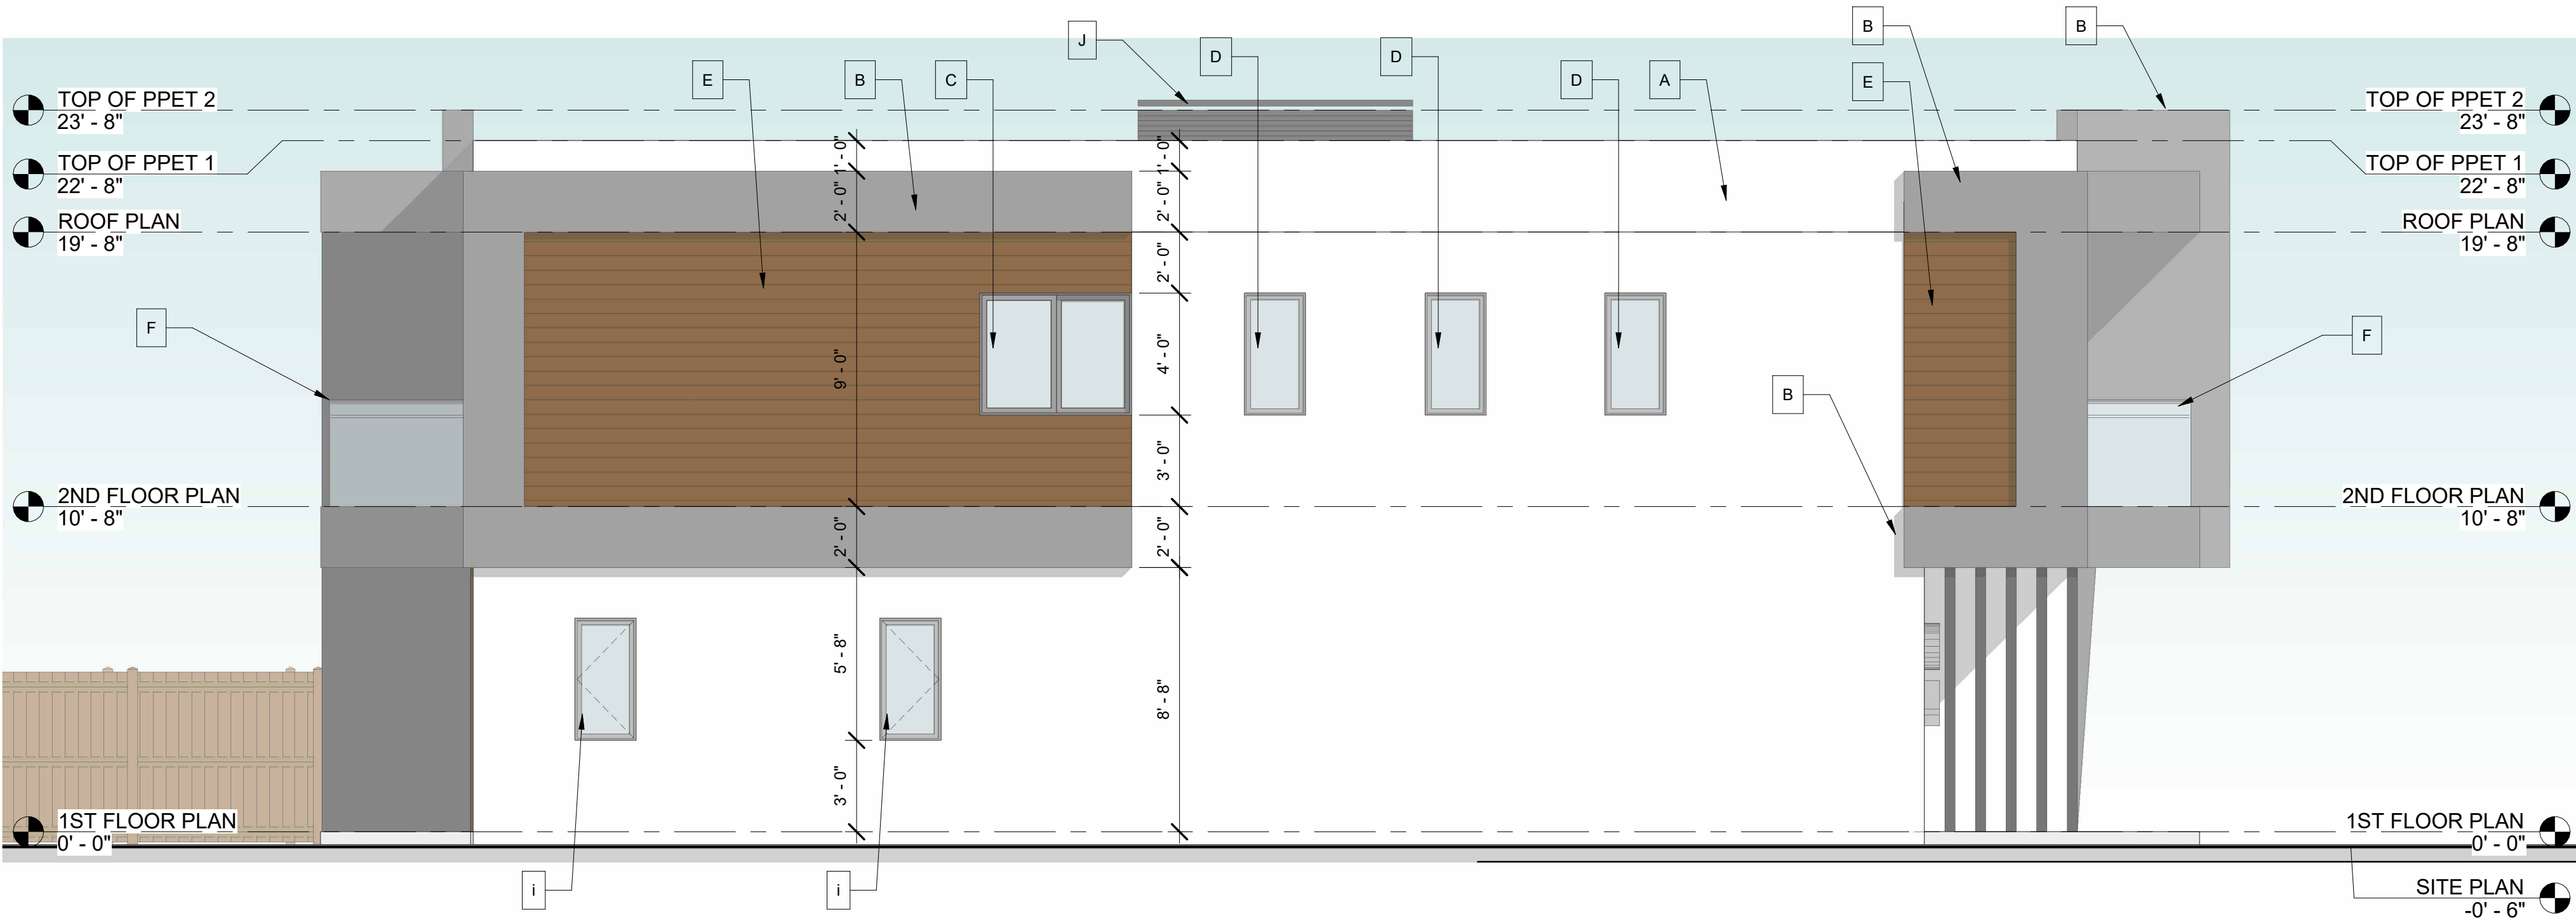 B
B
J
D
D
E
B
C
D
A
E
TOP OF PPET 2
23' - 8"
TOP OF PPET 2
23' - 8"
TOP OF PPET 1
22' - 8"
TOP OF PPET 1
22' - 8"
1' - 0"
1' - 0"
2' - 0"
2' - 0"
ROOF PLAN
19' - 8"
ROOF PLAN
19' - 8"
2' - 0"
F
F
9' - 0"
4' - 0"
B
3' - 0"
2ND FLOOR PLAN
10' - 8"
2ND FLOOR PLAN
10' - 8"
2' - 0"
2' - 0"
5' - 8"
8' - 8"
3' - 0"
1ST FLOOR PLAN
0' - 0"
1ST FLOOR PLAN
0' - 0"
i
i
SITE PLAN
-0' - 6"